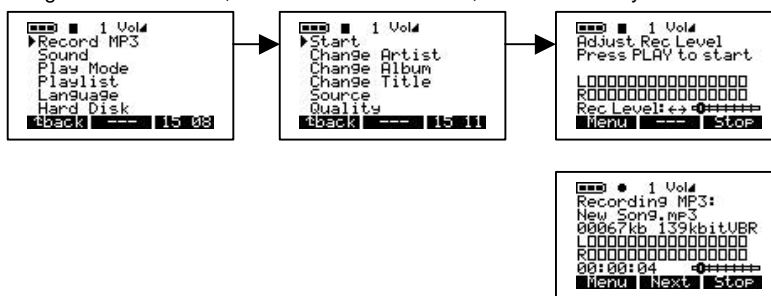 1 Vol
Record MP3
Sound
Play Mode
Playlist
Language
Hard Disk
back --- 15 08
1 Vol
Start
Change Artist
Change Album
Change Title
Source
Quality
back --- 15 11
1 Vol
Adjust Rec Level
Press PLAY to start
L
R
Rec Level:↔
Menu --- Stop
1 Vol
Recording MP3:
New Song.mp3
00067kb 139kbitVBR
L
R
00:00:04
Menu Next Stop